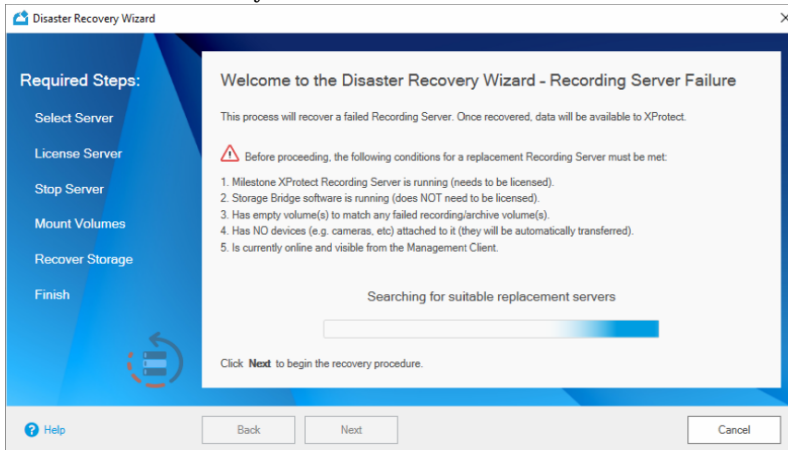 Disaster Recovery Wizard
Required Steps:
Select Server
License Server
Stop Server
Mount Volumes
Recover Storage
Finish
Welcome to the Disaster Recovery Wizard - Recording Server Failure
This process will recover a failed Recording Server. Once recovered, data will be available to XProtect.
Before proceeding, the following conditions for a replacement Recording Server must be met:
1. Milestone XProtect Recording Server is running (needs to be licensed).
2. Storage Bridge software is running (does NOT need to be licensed).
3. Has empty volume(s) to match any failed recording/archive volume(s).
4. Has NO devices (e.g. cameras, etc) attached to it (they will be automatically transferred).
5. Is currently online and visible from the Management Client.
Searching for suitable replacement servers
Click Next to begin the recovery procedure.
Help
Back
Next
Cancel